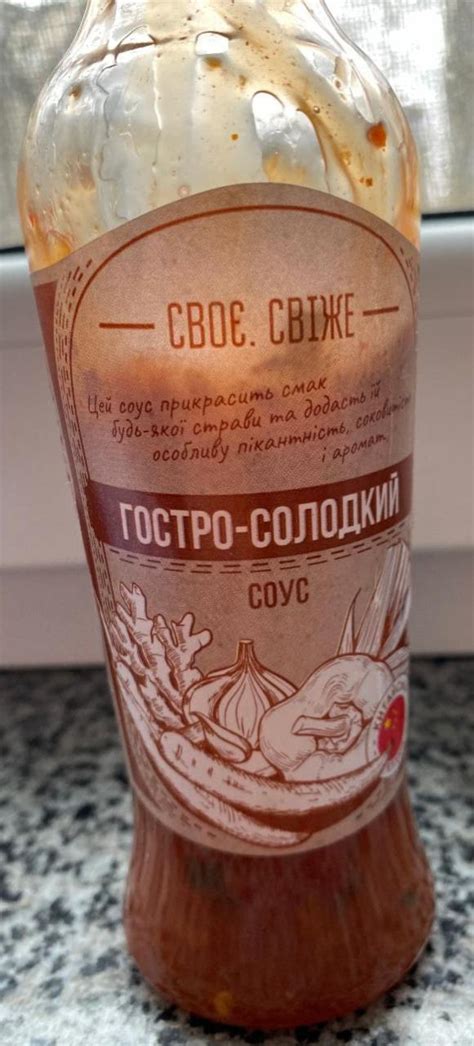 СВОЄ. СВІЖЕ
Цей соус прикрасить смак
будь-якої страви та додасть їй
особливу пікантність, соковитість
і аромат.
ГОСТРО-СОЛОДКИЙ
СОУС